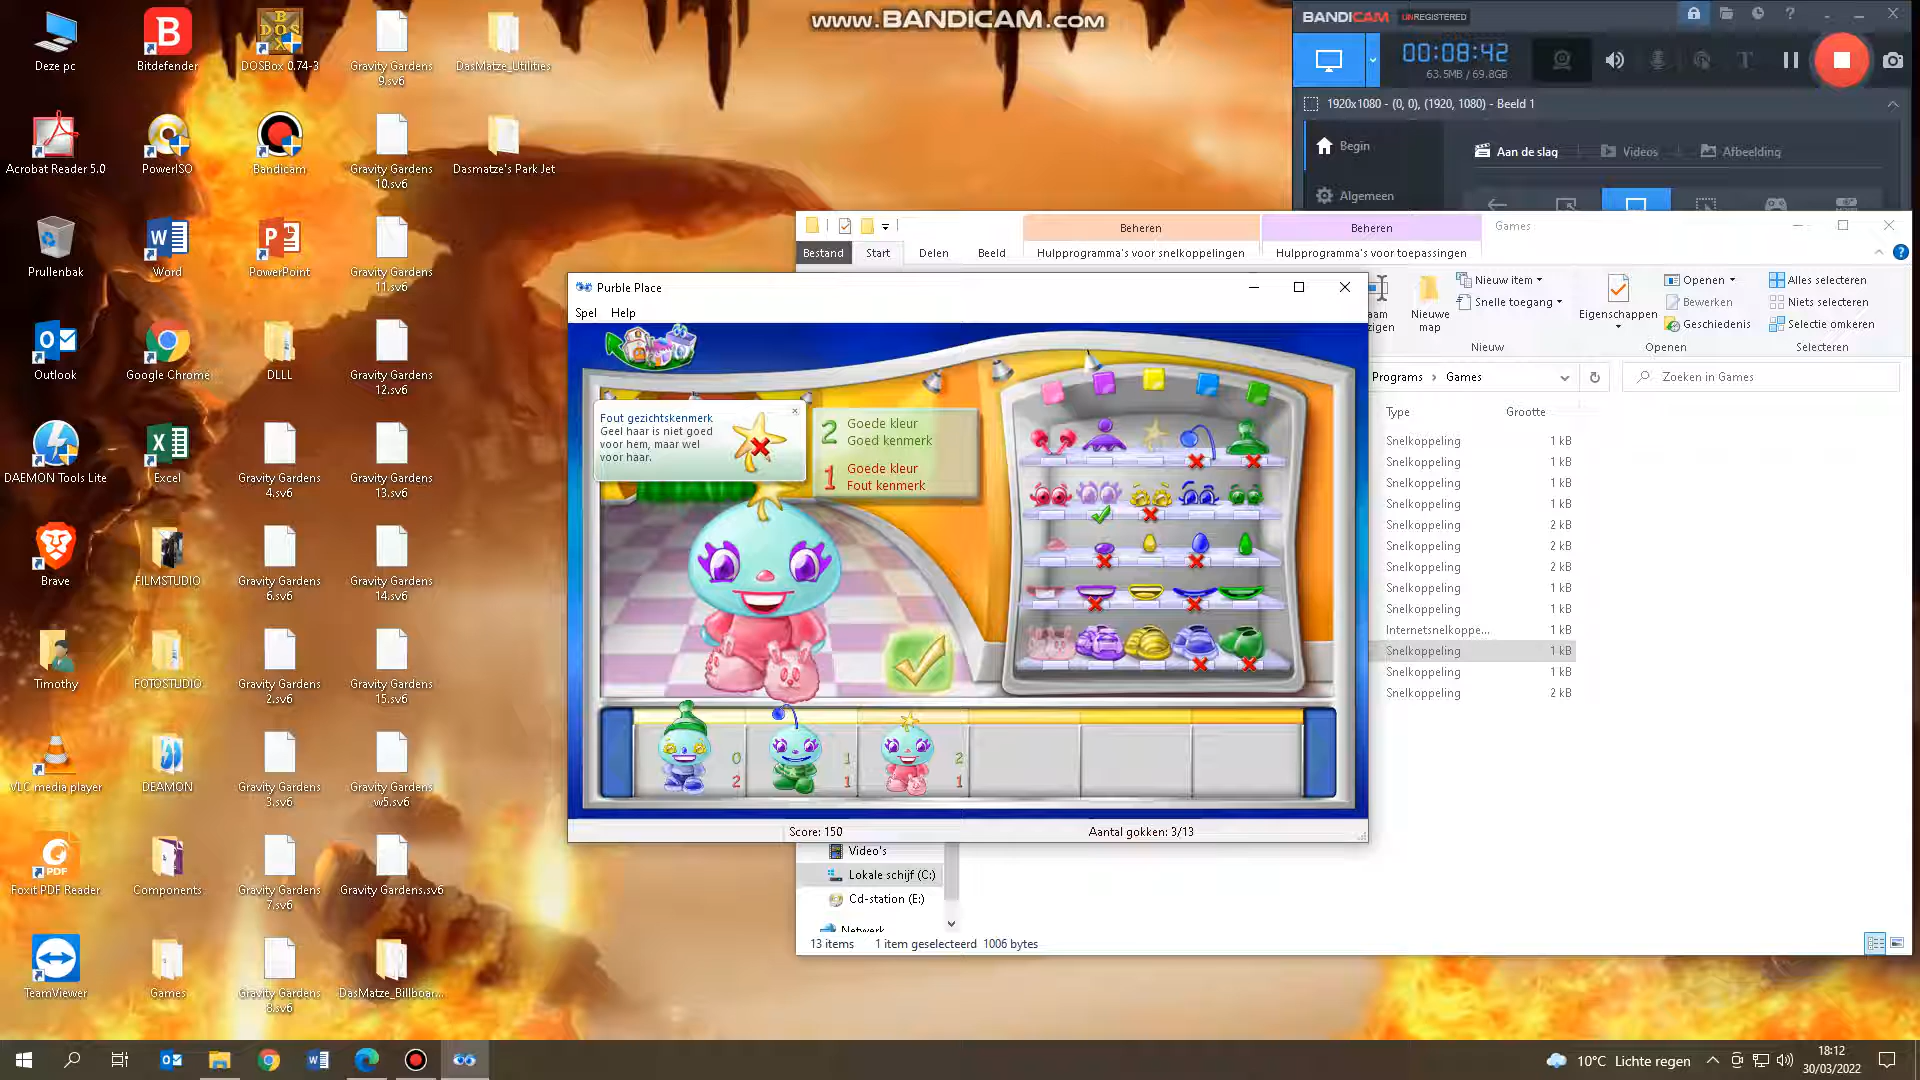 www.BANDICAM.com
BANDICAM UNREGISTERED
00:08:42
63.5MB / 69.8GB
1920x1080 - (0, 0), (1920, 1080) - Beeld 1
Begin
Aan de slag
Videos
Afbeelding
Algemeen
Deze pc
Bitdefender
DOSBox 0.74-3
Gravity Gardens 9.sv6
DasMatze_Utilities
Acrobat Reader 5.0
PowerISO
Bandicam
Gravity Gardens 10.sv6
Dasmatze's Park Jet
Prullenbak
Word
PowerPoint
Gravity Gardens 11.sv6
Outlook
Google Chrome
DLLL
Gravity Gardens 12.sv6
DAEMON Tools Lite
Excel
Gravity Gardens 4.sv6
Gravity Gardens 13.sv6
Brave
FILMSTUDIO
Gravity Gardens 6.sv6
Gravity Gardens 14.sv6
Timothy
FOTOSTUDIO
Gravity Gardens 2.sv6
Gravity Gardens 15.sv6
VLC media player
DEAMON
Gravity Gardens 3.sv6
Gravity Gardens w5.sv6
Foxit PDF Reader
Components
Gravity Gardens 7.sv6
Gravity Gardens.sv6
TeamViewer
Games
Gravity Gardens 8.sv6
DasMatze_Billboar...
Beheren
Beheren
Games
Bestand
Start
Delen
Beeld
Hulpprogramma's voor snelkoppelingen
Hulpprogramma's voor toepassingen
Nieuwe map
Nieuw item
Snelle toegang
Nieuw
Eigenschappen
Openen
Bewerken
Geschiedenis
Openen
Alles selecteren
Niets selecteren
Selectie omkeren
Selecteren
Programs > Games
Zoeken in Games
Type
Grootte
Snelkoppeling 1 kB
Snelkoppeling 1 kB
Snelkoppeling 1 kB
Snelkoppeling 1 kB
Snelkoppeling 2 kB
Snelkoppeling 2 kB
Snelkoppeling 2 kB
Snelkoppeling 1 kB
Snelkoppeling 1 kB
Internetsnelkoppe... 1 kB
Snelkoppeling 1 kB
Snelkoppeling 1 kB
Snelkoppeling 2 kB
Purble Place
Spel Help
Fout gezichtskenmerk
Geel haar is niet goed
voor hem, maar wel
voor haar.
2 Goede kleur
Goed kenmerk
1 Goede kleur
Fout kenmerk
0
2
1
1
2
1
Score: 150
Aantal gokken: 3/13
Video's
Lokale schijf (C:)
Cd-station (E:)
Netwerk
13 items
1 item geselecteerd 1006 bytes
10°C Lichte regen
18:12
30/03/2022